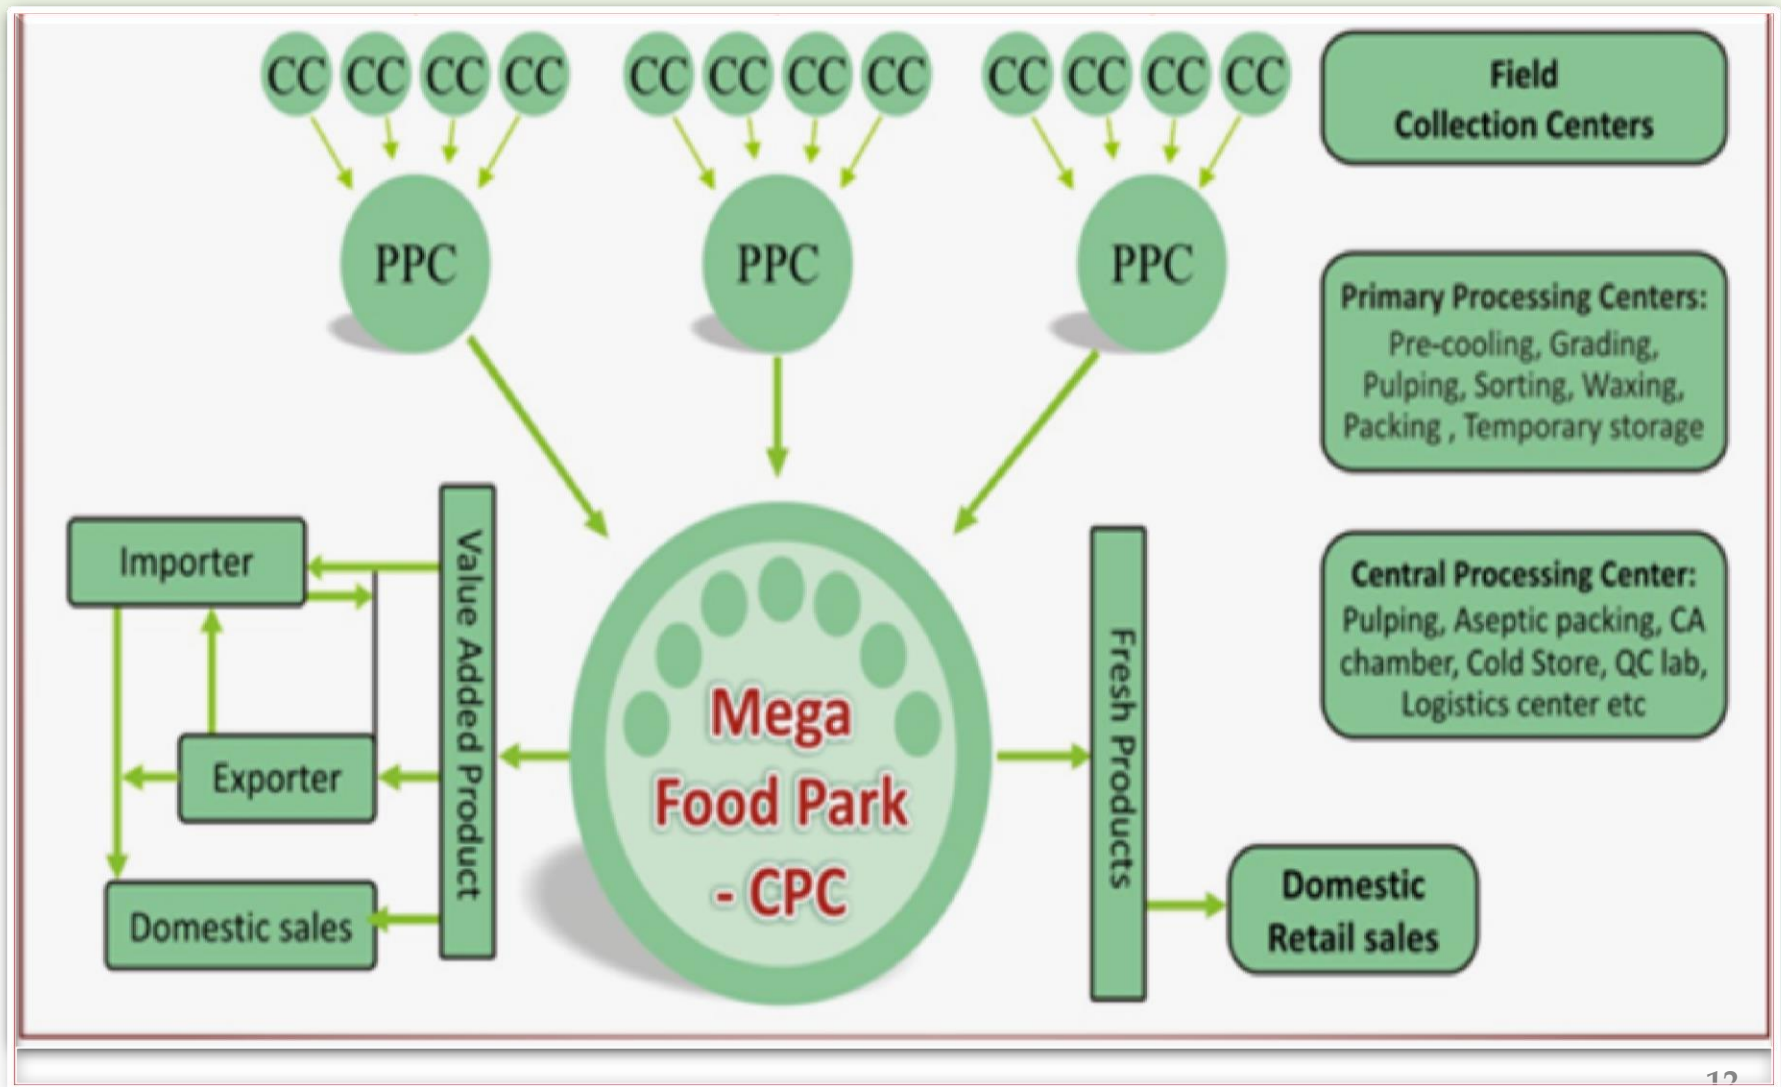 CC CC CC CC CC CC CC CC CC CC CC CC
PPC PPC PPC
Field
Collection Centers
Primary Processing Centers:
Pre-cooling, Grading,
Pulping, Sorting, Waxing,
Packing , Temporary storage
Central Processing Center:
Pulping, Aseptic packing, CA
chamber, Cold Store, QC lab,
Logistics center etc
Importer
Exporter
Domestic sales
Value Added Product
Mega
Food Park
- CPC
Fresh Products
Domestic
Retail sales